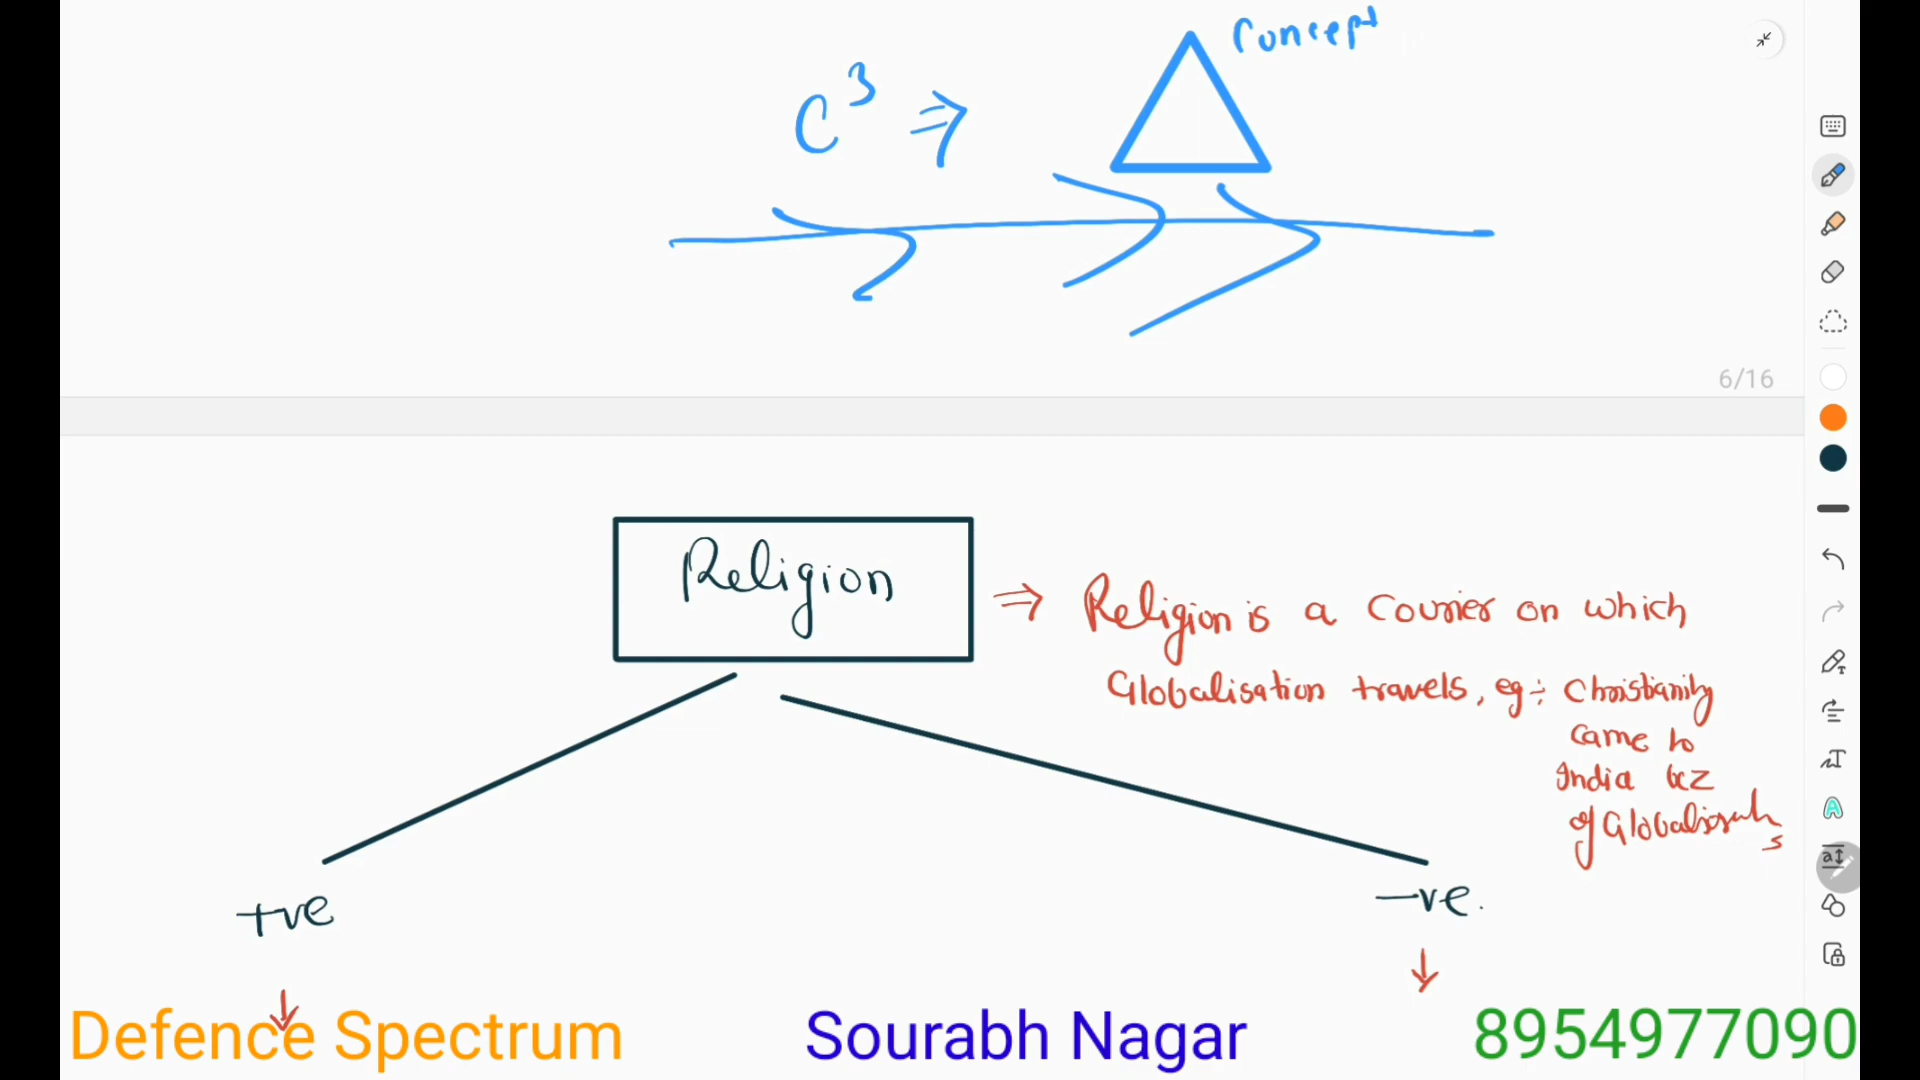 Concept
C³ ⇒
6/16
Religion
⇒ Religion is a Courier on which
Globalisation travels, eg:- Christianity
came to
India bcz
of Globalisation
+ve
-ve.
↓
↓
Defence Spectrum
Sourabh Nagar
8954977090